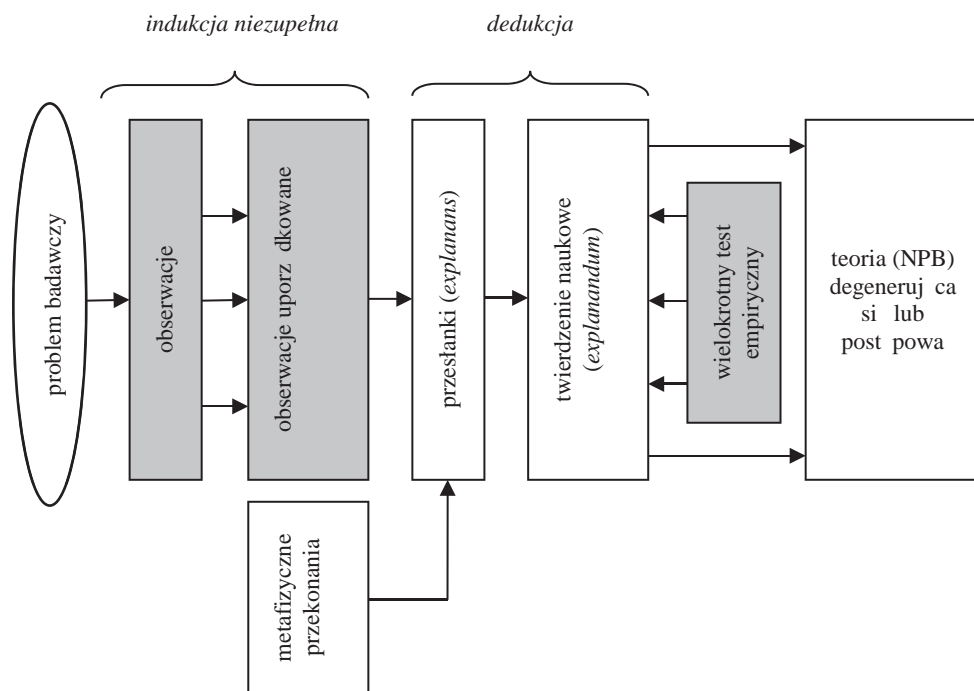 indukcja niezupełna
dedukcja
problem badawczy
obserwacje
obserwacje uporz dkowane
przesłanki (explanans)
twierdzenie naukowe
(explanandum)
wielokrotny test
empiryczny
teoria (NPB)
degeneruj ca
si lub
post powa
metafizyczne
przekonania